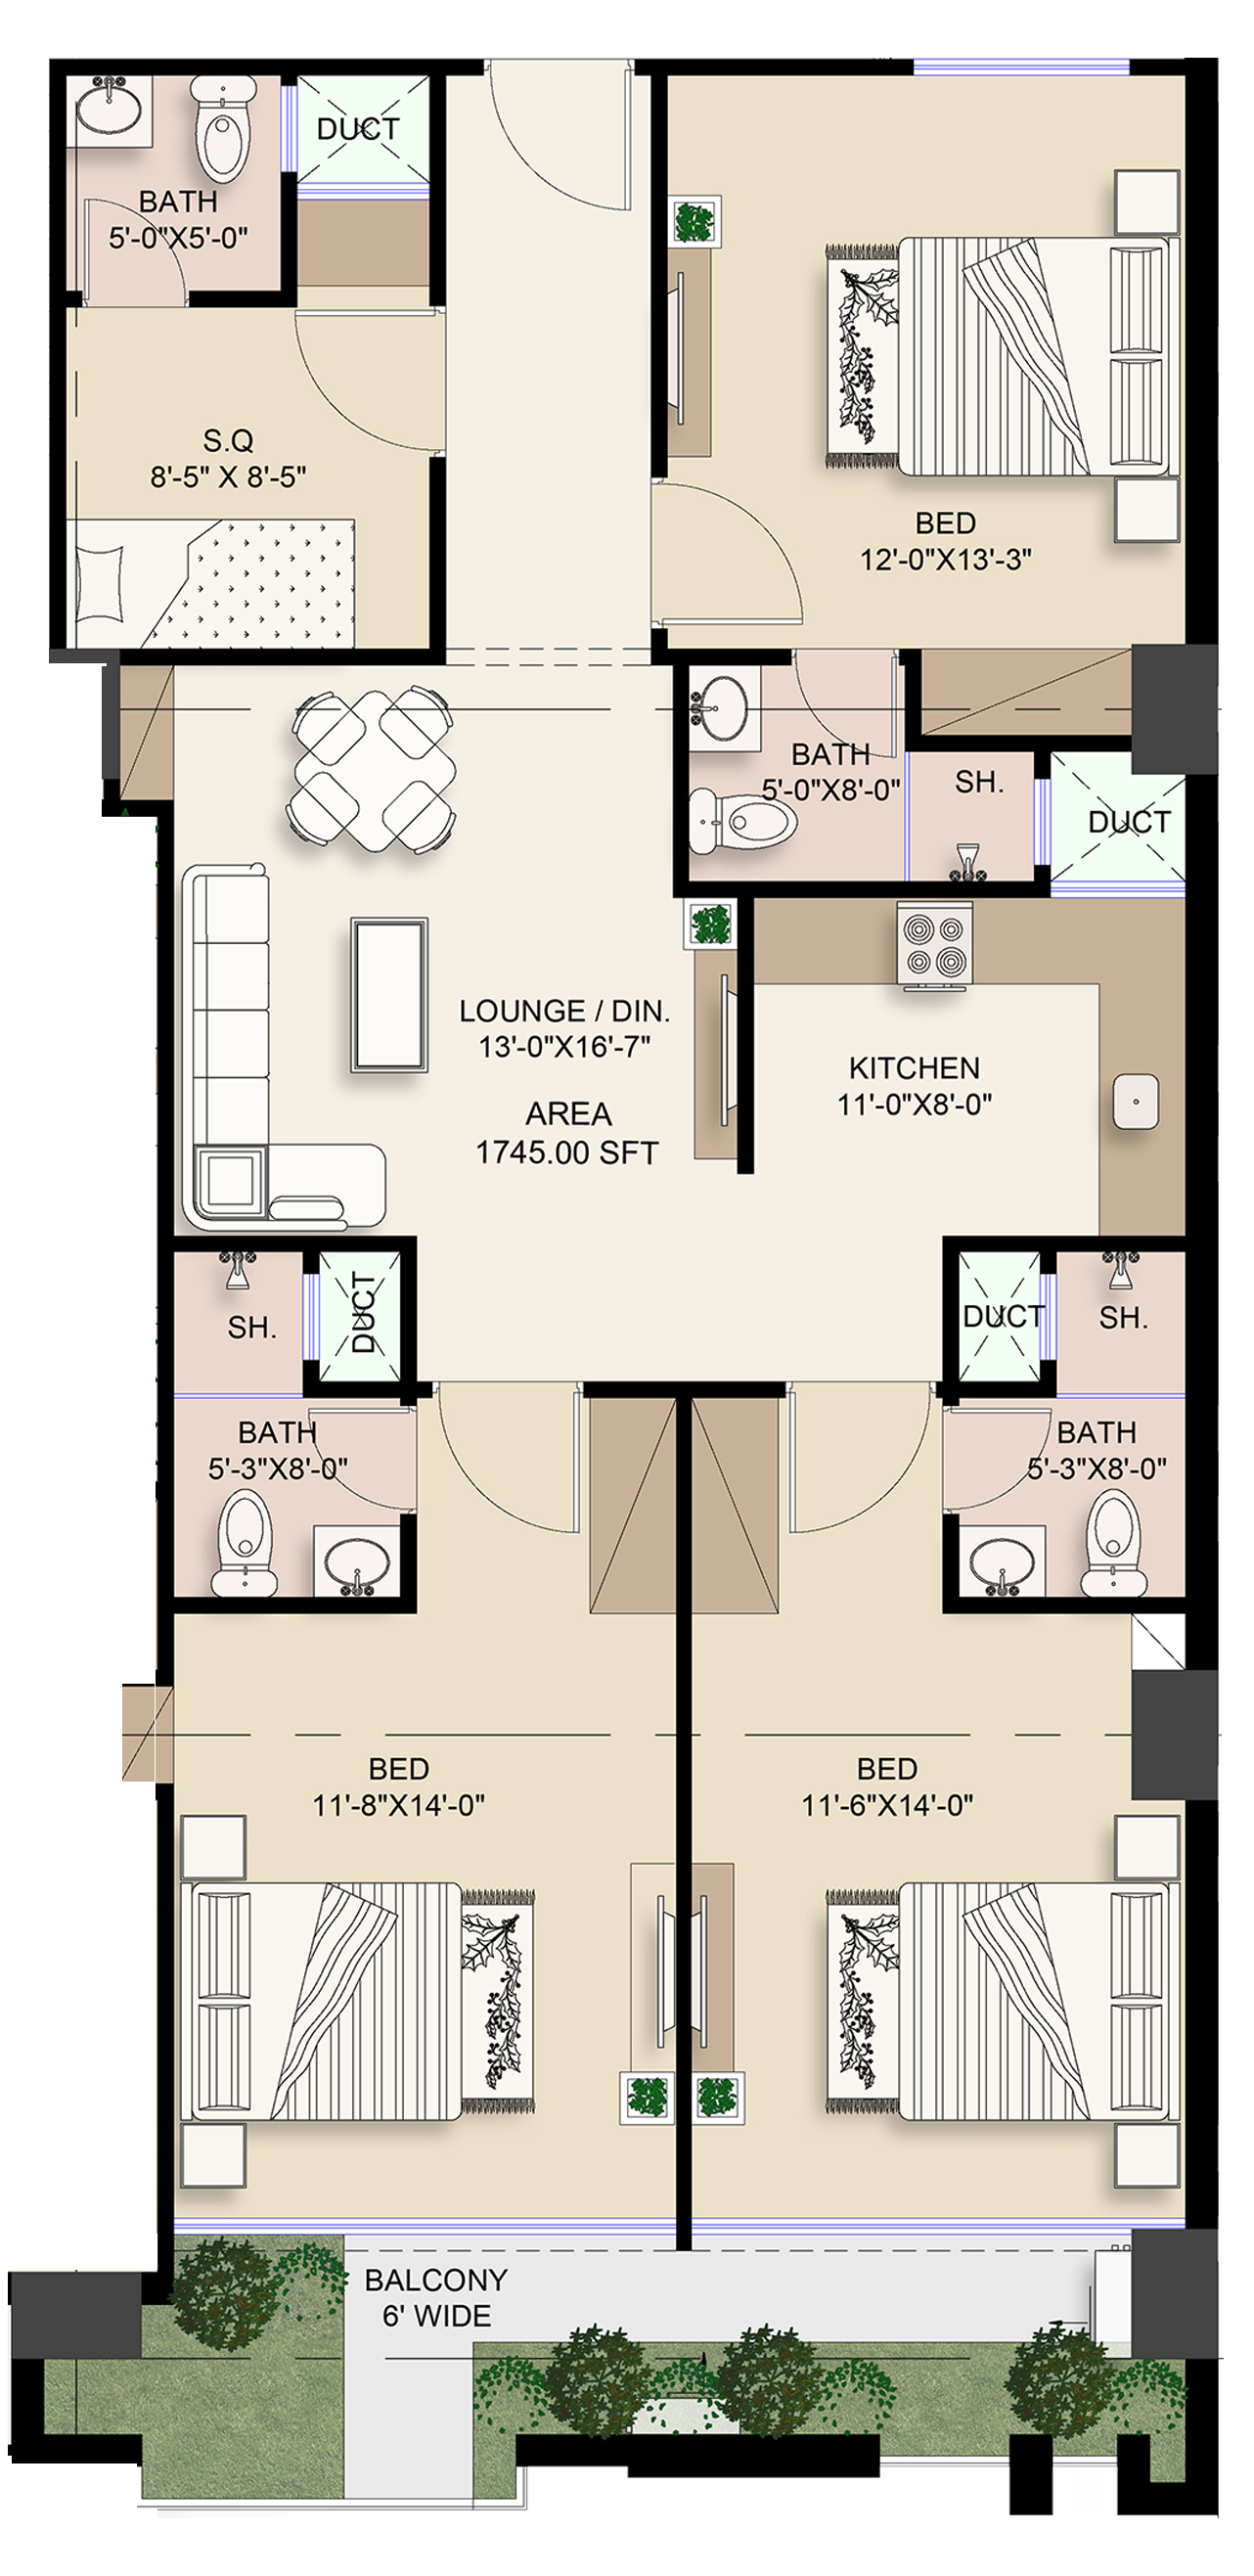 DUCT
BATH
5'-0"X5'-0"
S.Q
8'-5" X 8'-5"
BED
12'-0"X13'-3"
BATH
5'-0"X8'-0"
SH.
DUCT
LOUNGE / DIN.
13'-0"X16'-7"
AREA
1745.00 SFT
KITCHEN
11'-0"X8'-0"
SH.
DUCT
DUCT
SH.
BATH
5'-3"X8'-0"
BATH
5'-3"X8'-0"
BED
11'-8"X14'-0"
BED
11'-6"X14'-0"
BALCONY
6' WIDE